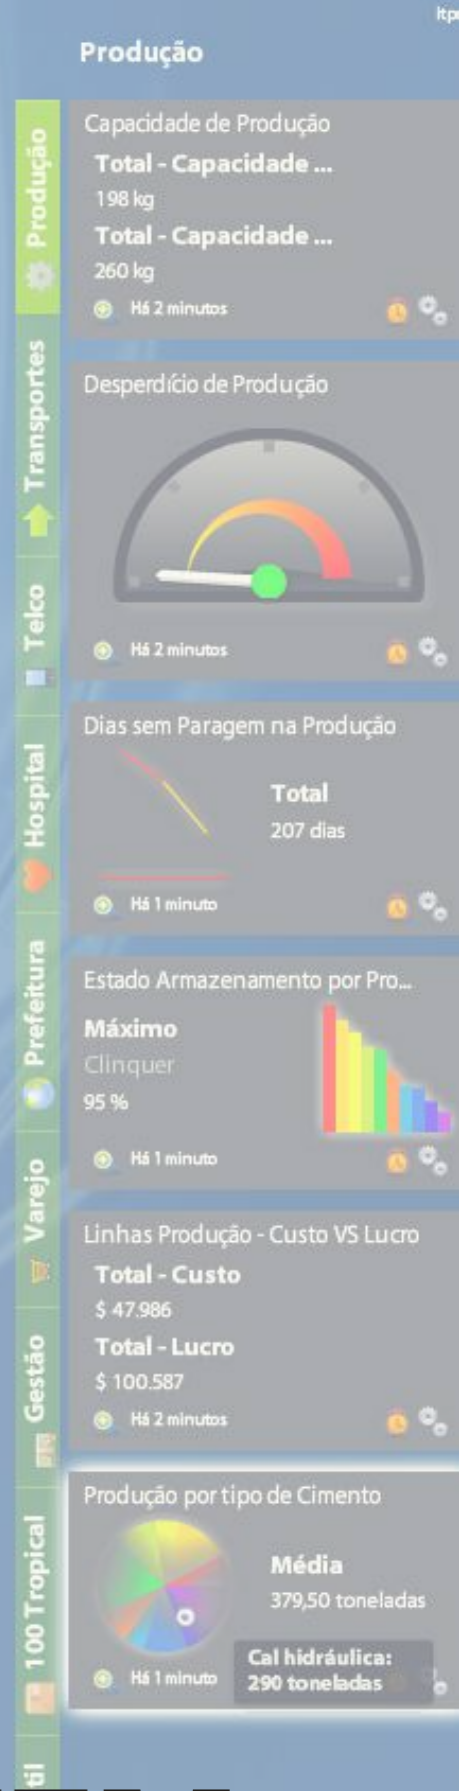 Produção
Produção
Transportes
Telco
Hospital
Prefeitura
Varejo
Gestão
100 Tropical
Capacidade de Produção
Total - Capacidade ...
198 kg
Total - Capacidade ...
260 kg
Há 2 minutos
Desperdício de Produção
Há 2 minutos
Dias sem Paragem na Produção
Total
207 dias
Há 1 minuto
Estado Armazenamento por Pro...
Máximo
Clinquer
95 %
Há 1 minuto
Linhas Produção - Custo VS Lucro
Total - Custo
$ 47.986
Total - Lucro
$ 100.587
Há 2 minutos
Produção por tipo de Cimento
Média
379,50 toneladas
Cal hidráulica:
290 toneladas
Há 1 minuto